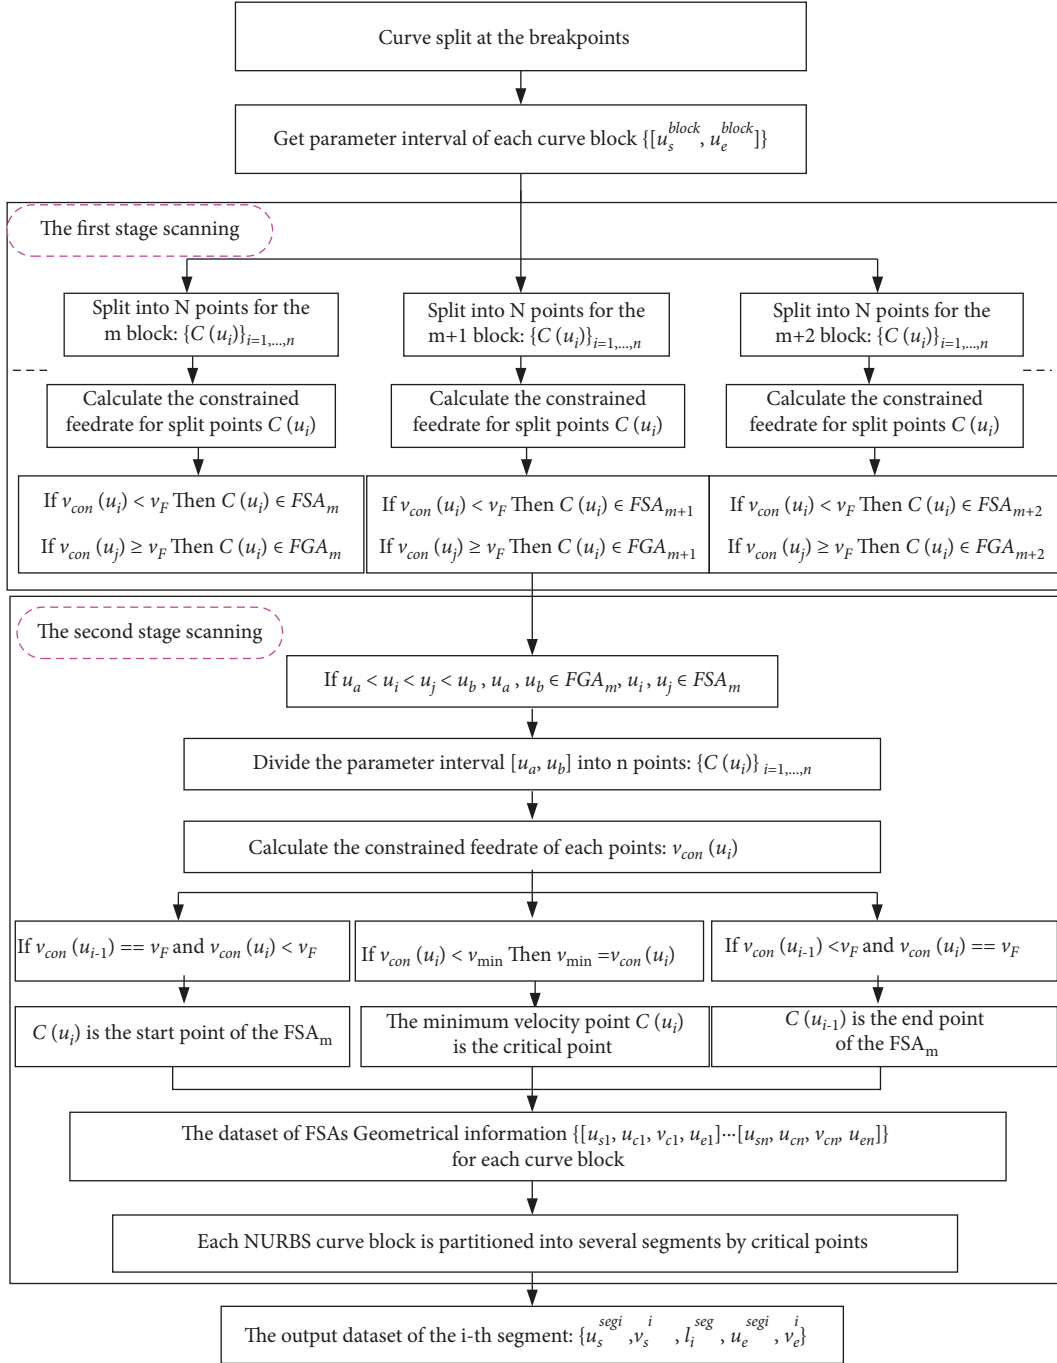 Curve split at the breakpoints
Get parameter interval of each curve block {[u_s^block, u_e^block]}
The first stage scanning
Split into N points for the
m block: {C (u_i)}_i=1,...,n
Split into N points for the
m+1 block: {C (u_i)}_i=1,...,n
Split into N points for the
m+2 block: {C (u_i)}_i=1,...,n
Calculate the constrained
feedrate for split points C (u_i)
Calculate the constrained
feedrate for split points C (u_i)
Calculate the constrained
feedrate for split points C (u_i)
If v_con (u_i) < v_F Then C (u_i) ∈ FSA_m
If v_con (u_j) ≥ v_F Then C (u_i) ∈ FGA_m
If v_con (u_i) < v_F Then C (u_i) ∈ FSA_m+1
If v_con (u_j) ≥ v_F Then C (u_i) ∈ FGA_m+1
If v_con (u_i) < v_F Then C (u_i) ∈ FSA_m+2
If v_con (u_j) ≥ v_F Then C (u_i) ∈ FGA_m+2
The second stage scanning
If u_a < u_i < u_j < u_b , u_a , u_b ∈ FGA_m, u_i , u_j ∈ FSA_m
Divide the parameter interval [u_a, u_b] into n points: {C (u_i)}_i=1,...,n
Calculate the constrained feedrate of each points: v_con (u_i)
If v_con (u_i-1) == v_F and v_con (u_i) < v_F
If v_con (u_i) < v_min Then v_min =v_con (u_i)
If v_con (u_i-1) <v_F and v_con (u_i) == v_F
C (u_i) is the start point of the FSA_m
The minimum velocity point C (u_i)
is the critical point
C (u_i-1) is the end point
of the FSA_m
The dataset of FSAs Geometrical information {[u_s1, u_c1, v_c1, u_e1]···[u_sn, u_cn, v_cn, u_en]}
for each curve block
Each NURBS curve block is partitioned into several segments by critical points
The output dataset of the i-th segment: {u_s^segi ,v_s^i , l_i^seg , u_e^segi , v_e^i}